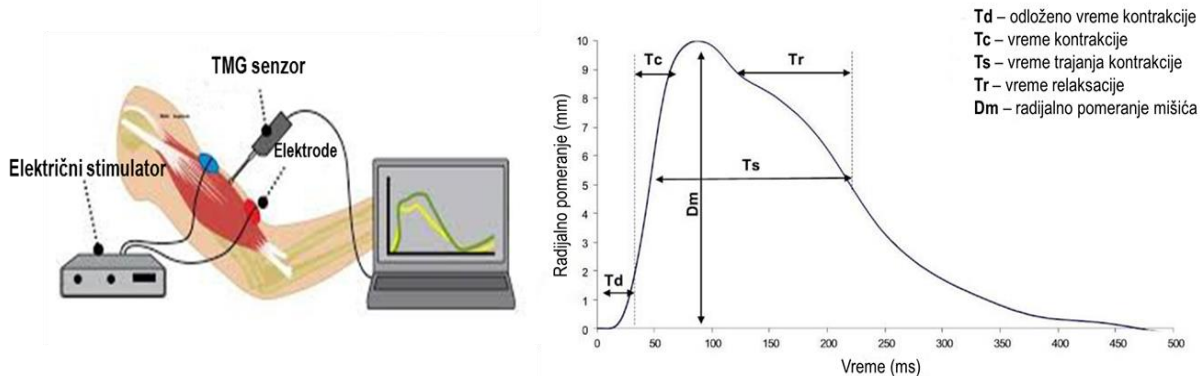 TMG senzor
Elektrode
Električni stimulator
Td – odloženo vreme kontrakcije
Tc – vreme kontrakcije
Ts – vreme trajanja kontrakcije
Tr – vreme relaksacije
Dm – radijalno pomeranje mišića
Radijalno pomeranje (mm)
10
9
8
7
6
5
4
3
2
1
0
Tc
Tr
Ts
Dm
Td
0 50 100 150 200 250 300 350 400 450 500
Vreme (ms)